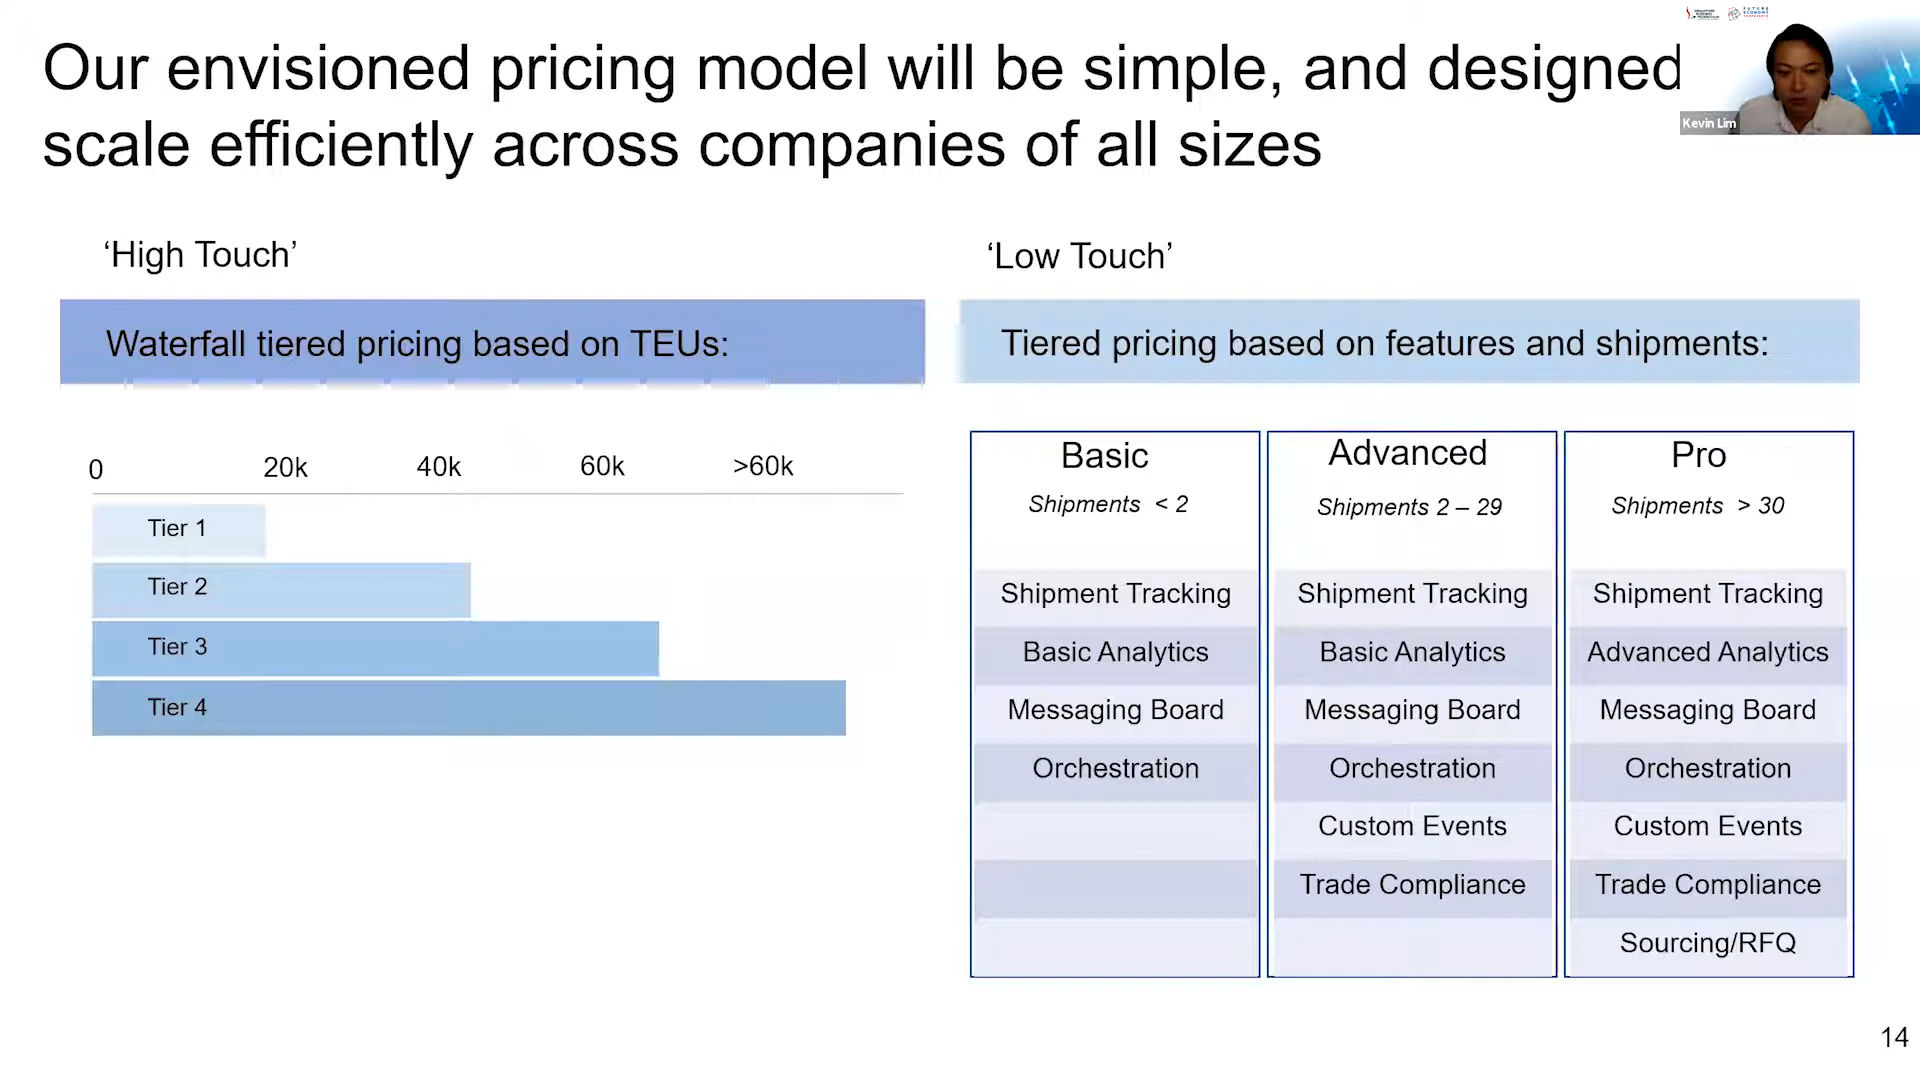 Our envisioned pricing model will be simple, and designed
scale efficiently across companies of all sizes
Kevin Lim
‘High Touch’
Waterfall tiered pricing based on TEUs:
0 20k 40k 60k >60k
Tier 1
Tier 2
Tier 3
Tier 4
‘Low Touch’
Tiered pricing based on features and shipments:
Basic
Shipments < 2
Shipment Tracking
Basic Analytics
Messaging Board
Orchestration
Advanced
Shipments 2 – 29
Shipment Tracking
Basic Analytics
Messaging Board
Orchestration
Custom Events
Trade Compliance
Pro
Shipments > 30
Shipment Tracking
Advanced Analytics
Messaging Board
Orchestration
Custom Events
Trade Compliance
Sourcing/RFQ
14